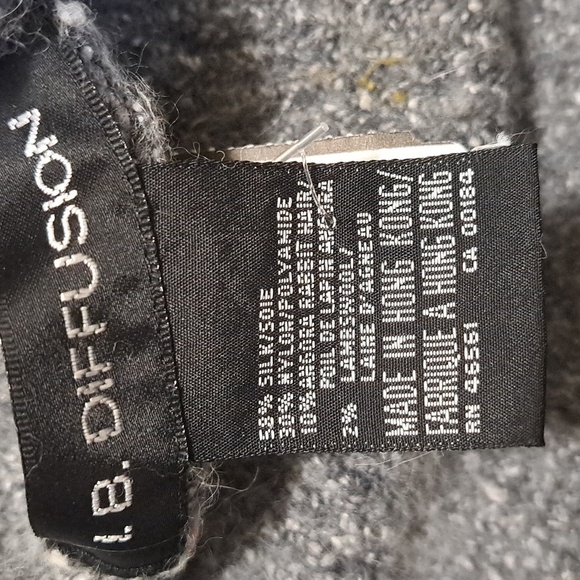 I. B. DIFFUSION
58% SILK/SOIE
30% NYLON/POLYAMIDE
10% ANGORA RABBIT HAIR/
POIL DE LAPIN ANGORA
2% LAMBSWOOL/
LAINE D'AGNEAU
MADE IN HONG KONG/
FABRIQUE A HONG KONG
RN 46561 CA 00184